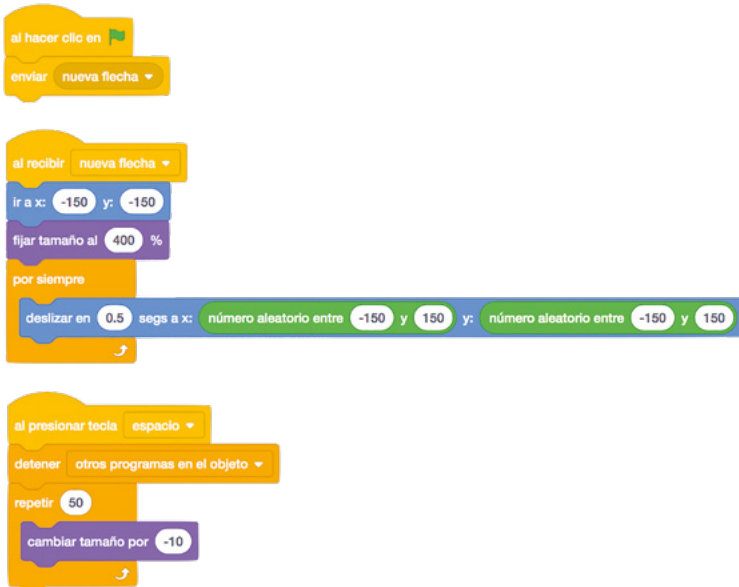 al hacer clic en
enviar nueva flecha
al recibir nueva flecha
ir a x: -150 y: -150
fijar tamaño al 400 %
por siempre
deslizar en 0.5 segs a x: número aleatorio entre -150 y 150 y: número aleatorio entre -150 y 150
al presionar tecla espacio
detener otros programas en el objeto
repetir 50
cambiar tamaño por -10